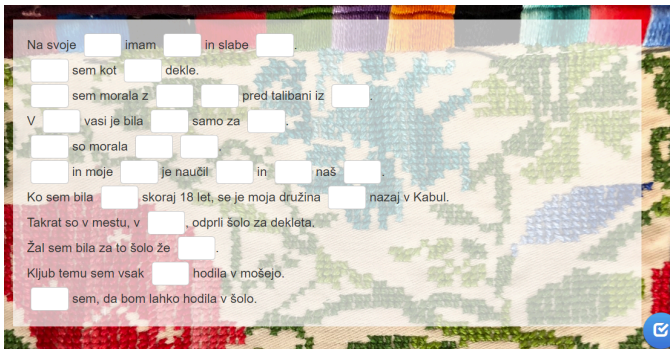 Na svoje imam in slabe .
sem kot dekle.
sem morala z pred talibani iz .
V vasi je bila samo za .
so morala .
in moje je naučil in naš .
Ko sem bila skoraj 18 let, se je moja družina nazaj v Kabul.
Takrat so v mestu, v , odprli šolo za dekleta.
Žal sem bila za to šolo že .
Kljub temu sem vsak hodila v mošejo.
sem, da bom lahko hodila v šolo.